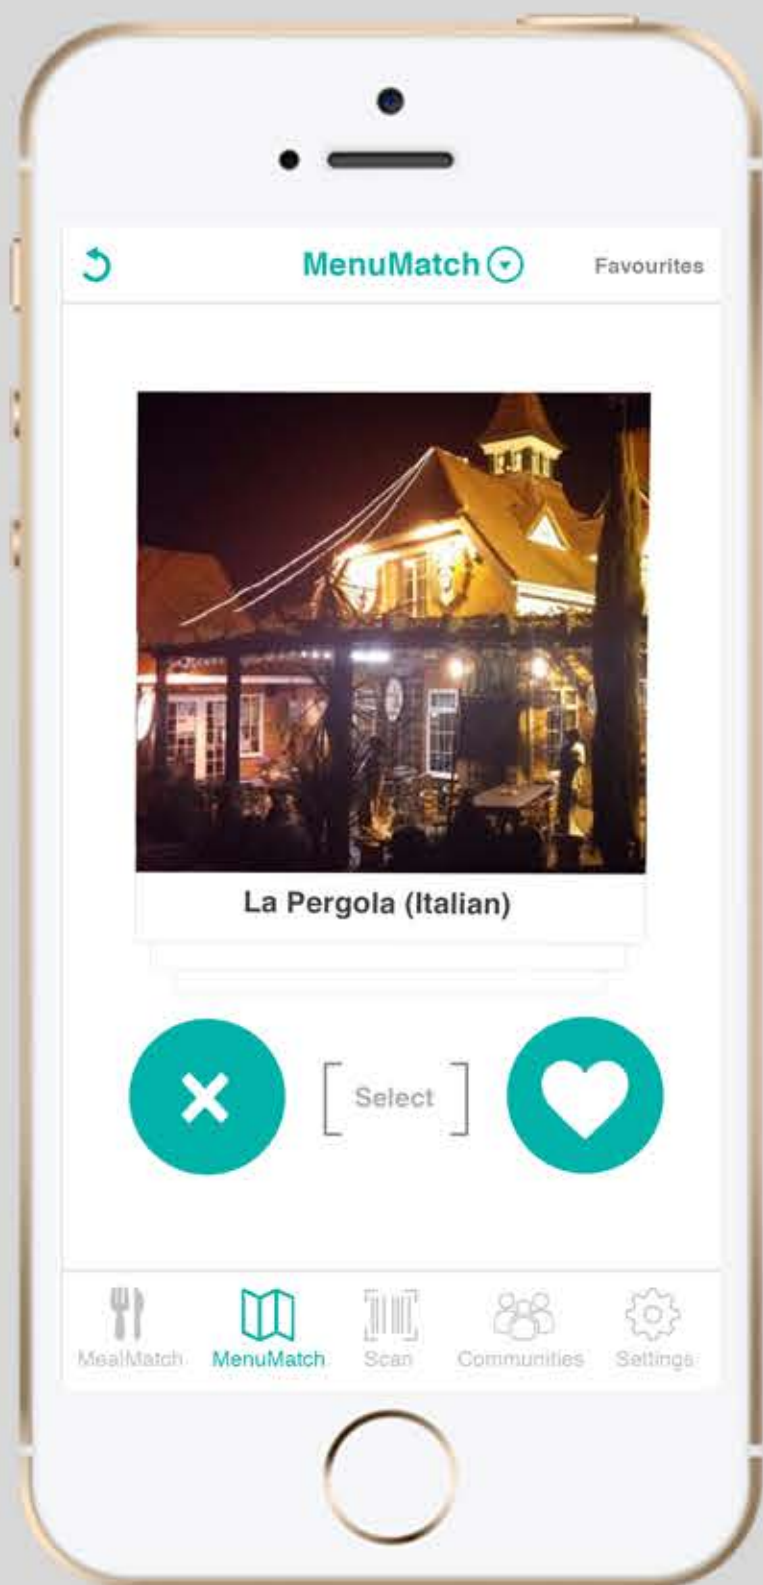 MenuMatch
Favourites
La Pergola (Italian)
Select
MealMatch
MenuMatch
Scan
Communities
Settings